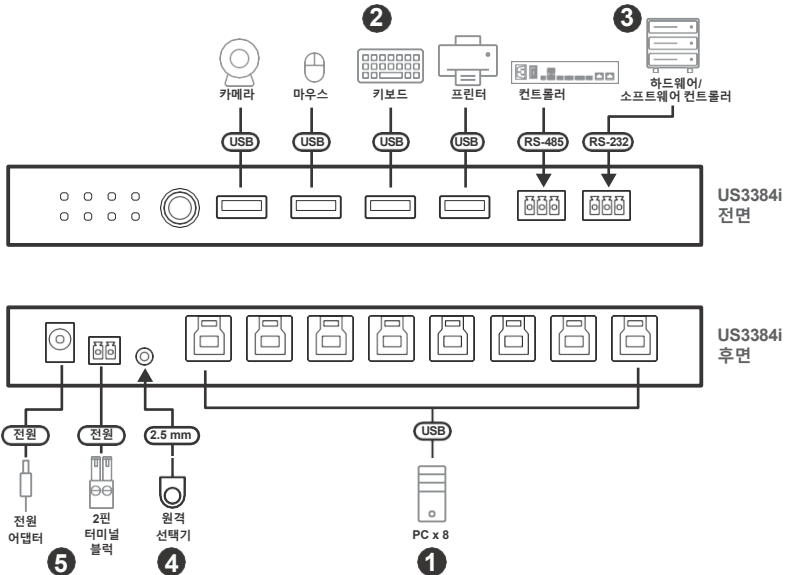 2
3
카메라
마우스
키보드
프린터
컨트롤러
하드웨어/
소프트웨어 컨트롤러
USB
USB
USB
USB
RS-485
RS-232
US3384i
전면
US3384i
후면
전원
전원
2.5 mm
USB
전원
어댑터
2핀
터미널
블럭
원격
선택기
PC x 8
5
4
1